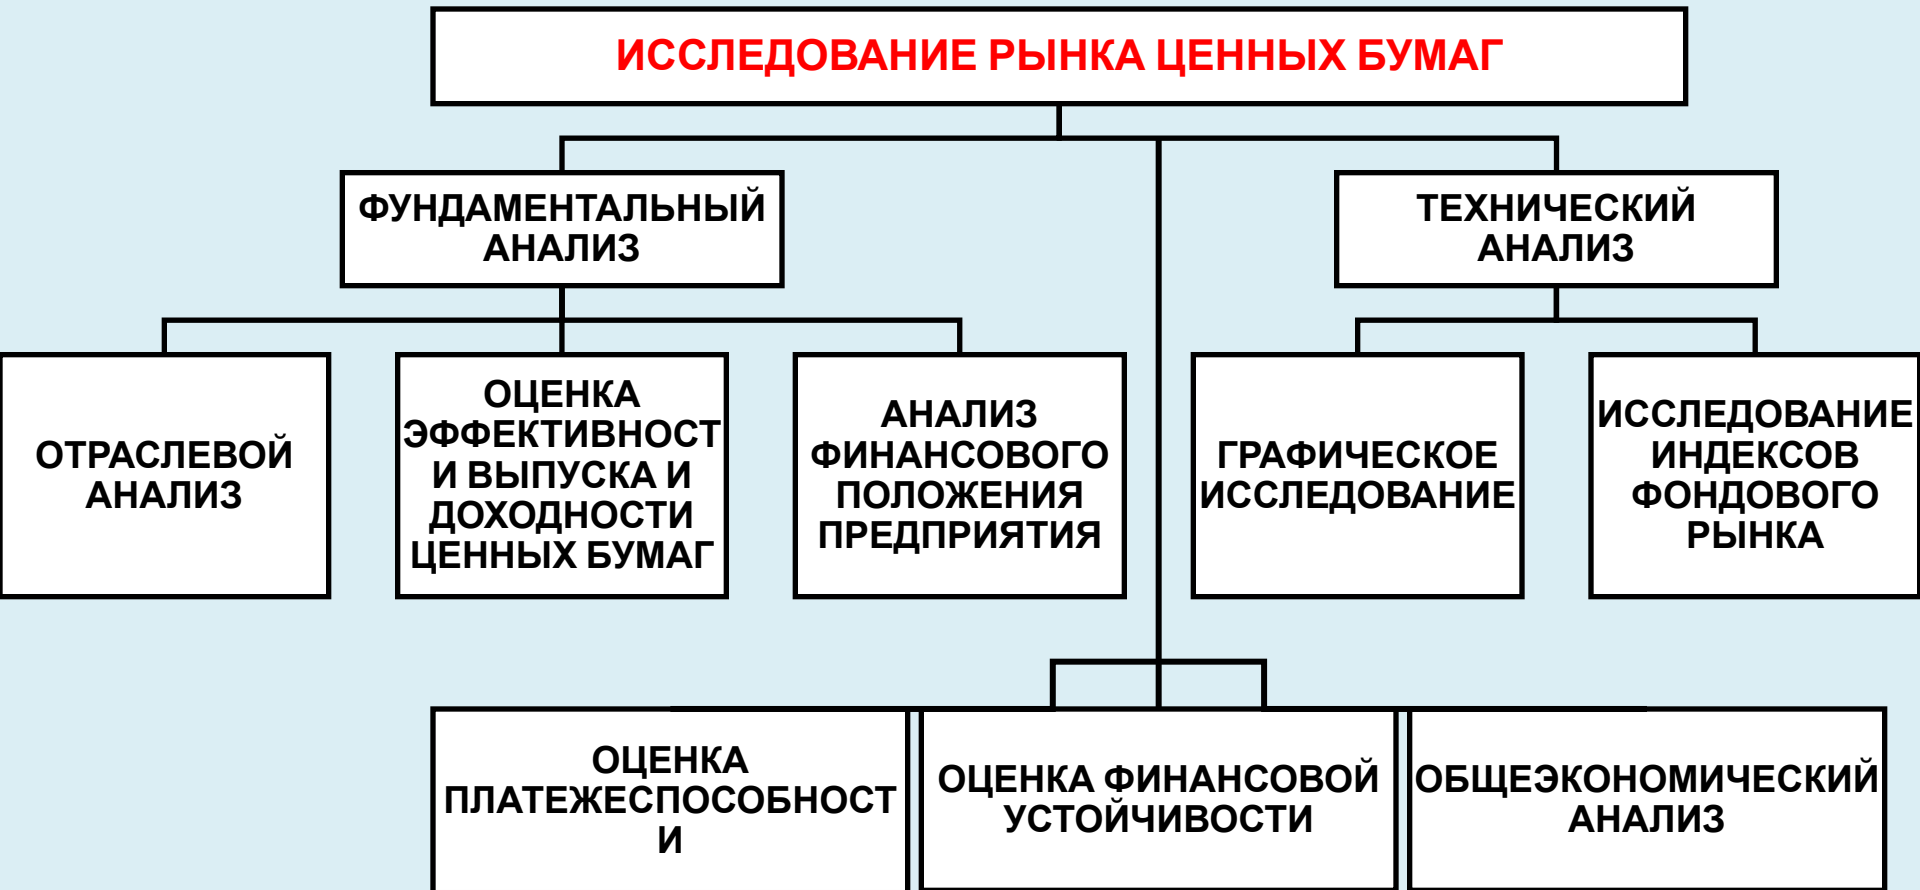 ИССЛЕДОВАНИЕ РЫНКА ЦЕННЫХ БУМАГ
ФУНДАМЕНТАЛЬНЫЙ
АНАЛИЗ
ТЕХНИЧЕСКИЙ
АНАЛИЗ
ОТРАСЛЕВОЙ
АНАЛИЗ
ОЦЕНКА
ЭФФЕКТИВНОСТ
И ВЫПУСКА И
ДОХОДНОСТИ
ЦЕННЫХ БУМАГ
АНАЛИЗ
ФИНАНСОВОГО
ПОЛОЖЕНИЯ
ПРЕДПРИЯТИЯ
ГРАФИЧЕСКОЕ
ИССЛЕДОВАНИЕ
ИССЛЕДОВАНИЕ
ИНДЕКСОВ
ФОНДОВОГО
РЫНКА
ОЦЕНКА
ПЛАТЕЖЕСПОСОБНОСТ
И
ОЦЕНКА ФИНАНСОВОЙ
УСТОЙЧИВОСТИ
ОБЩЕЭКОНОМИЧЕСКИЙ
АНАЛИЗ